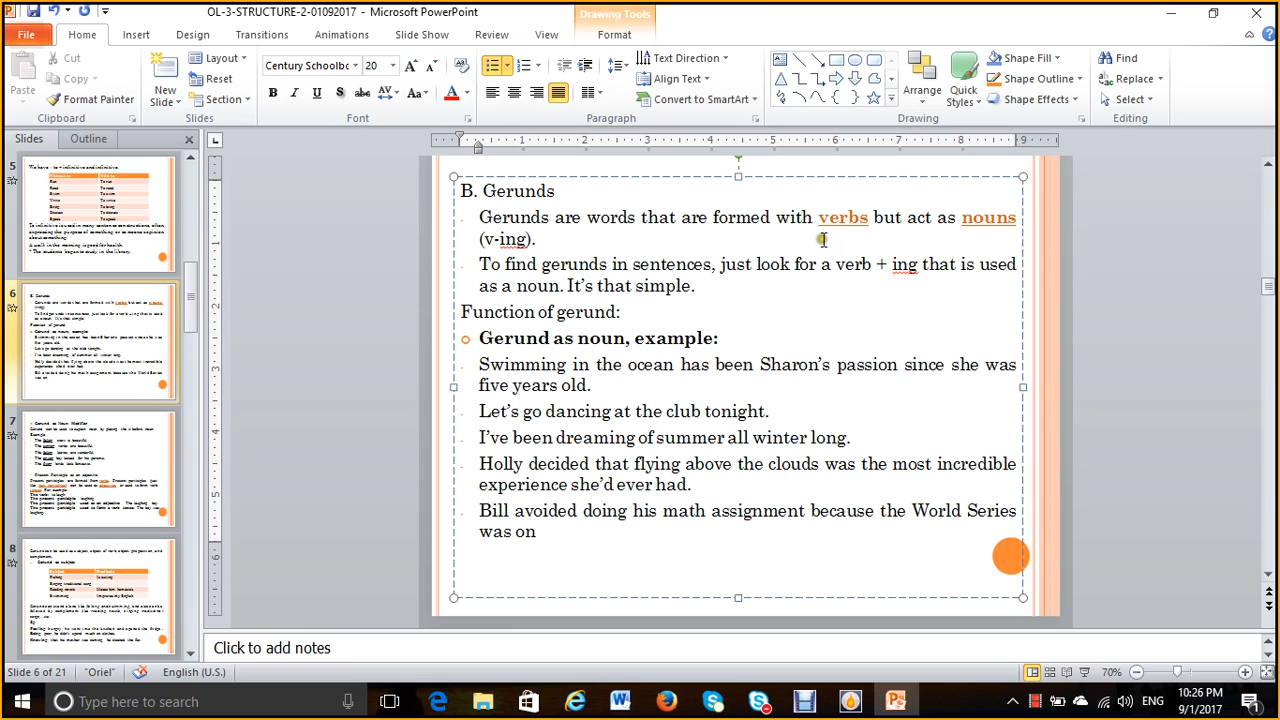 OL-3-STRUCTURE-2-01092017 - Microsoft PowerPoint
Drawing Tools
File Home Insert Design Transitions Animations Slide Show Review View Format
Paste
Cut
Copy
Format Painter
Clipboard
New Slide
Layout
Reset
Section
Slides
Century Schoolbc 20
Font
Text Direction
Align Text
Convert to SmartArt
Paragraph
Arrange
Quick Styles
Shape Fill
Shape Outline
Shape Effects
Drawing
Find
Replace
Select
Editing
Slides Outline
5
6
7
8
B. Gerunds
Gerunds are words that are formed with verbs but act as nouns
(v-ing).
To find gerunds in sentences, just look for a verb + ing that is used
as a noun. It's that simple.
Function of gerund:
Gerund as noun, example:
Swimming in the ocean has been Sharon's passion since she was
five years old.
Let's go dancing at the club tonight.
I've been dreaming of summer all winter long.
Holly decided that flying above the clouds was the most incredible
experience she'd ever had.
Bill avoided doing his math assignment because the World Series
was on
Click to add notes
Slide 6 of 21 "Oriel" English (U.S.) 70%
Type here to search
ENG
10:26 PM
9/1/2017